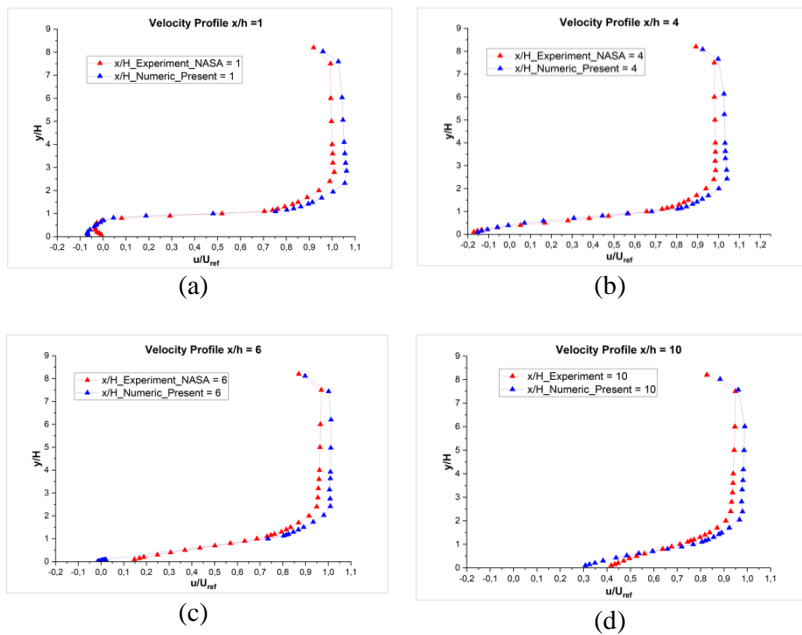 Velocity Profile x/h =1
x/H_Experiment_NASA = 1
x/H_Numeric_Present = 1
y/H
9
8
7
6
5
4
3
2
1
0
-0,2 -0,1 0,0 0,1 0,2 0,3 0,4 0,5 0,6 0,7 0,8 0,9 1,0 1,1
u/Uref
(a)
Velocity Profile x/h = 4
x/H_Experiment_NASA = 4
x/H_Numeric_Present = 4
y/H
9
8
7
6
5
4
3
2
1
0
-0,2 -0,1 0,0 0,1 0,2 0,3 0,4 0,5 0,6 0,7 0,8 0,9 1,0 1,1 1,2
u/Uref
(b)
Velocity Profile x/h = 6
x/H_Experiment_NASA = 6
x/H_Numeric_Present = 6
y/H
9
8
7
6
5
4
3
2
1
0
-0,2 -0,1 0,0 0,1 0,2 0,3 0,4 0,5 0,6 0,7 0,8 0,9 1,0 1,1 1,2
u/Uref
(c)
Velocity Profile x/h = 10
x/H_Experiment = 10
x/H_Numeric_Present = 10
y/H
9
8
7
6
5
4
3
2
1
0
-0,2 -0,1 0,0 0,1 0,2 0,3 0,4 0,5 0,6 0,7 0,8 0,9 1,0 1,1
u/Uref
(d)